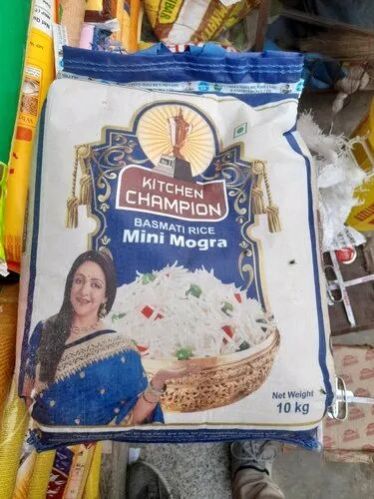 KITCHEN
CHAMPION
BASMATI RICE
Mini Mogra
Net Weight
10 kg